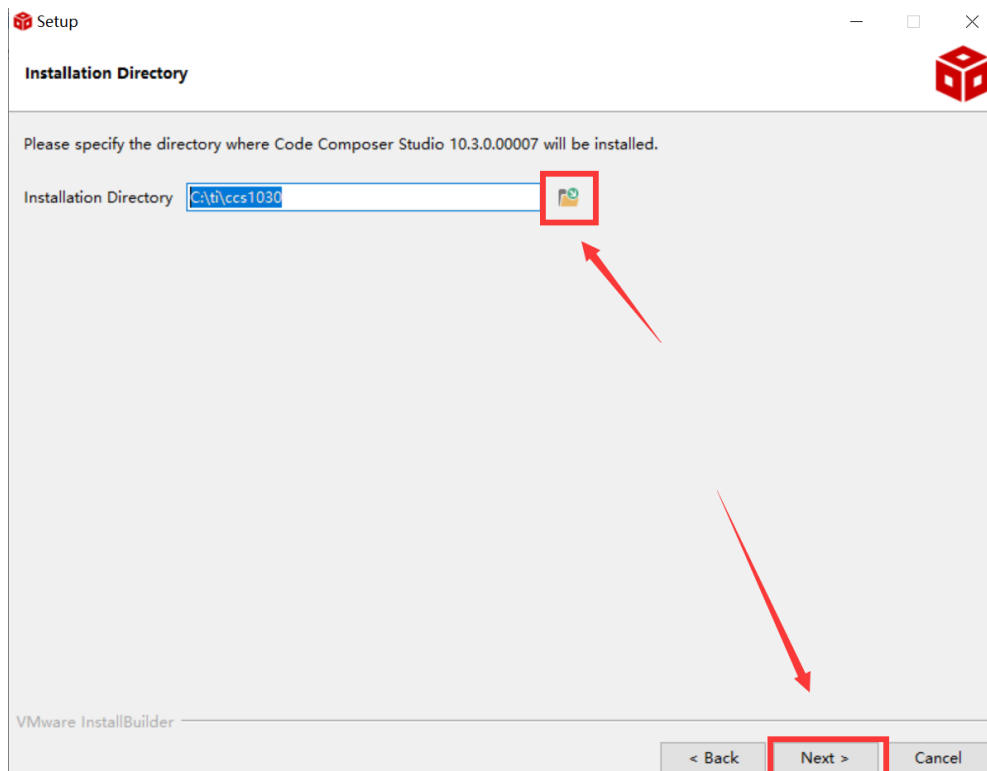 Setup
Installation Directory
Please specify the directory where Code Composer Studio 10.3.0.00007 will be installed.
Installation Directory C:\ti\ccs1030
VMware InstallBuilder
< Back Next > Cancel